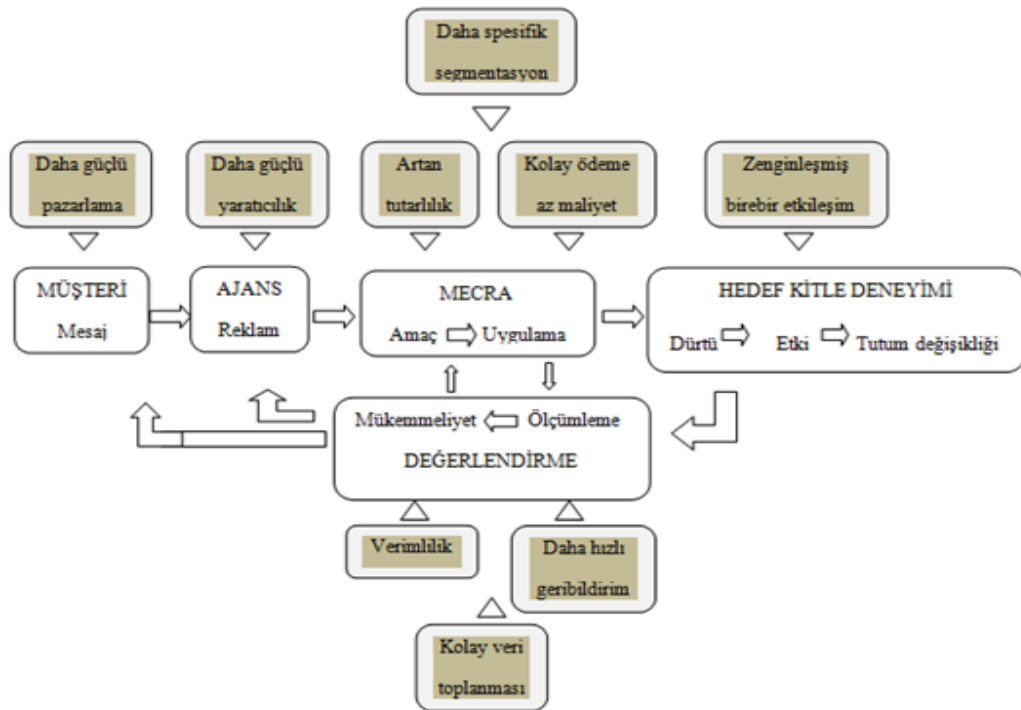 Daha spesifik
segmentasyon
Daha güçlü
pazarlama
Daha güçlü
yaratıcılık
Artan
tutarlılık
Kolay ödeme
az maliyet
Zenginleşmiş
birebir etkileşim
MÜŞTERİ
Mesaj
AJANS
Reklam
MECRA
Amaç Uygulama
HEDEF KİTLE DENEYİMİ
Dürtü Etki Tutum değişikliği
Mükemmeliyet Ölçümleme
DEĞERLENDİRME
Verimlilik
Daha hızlı
geribildirim
Kolay veri
toplanması